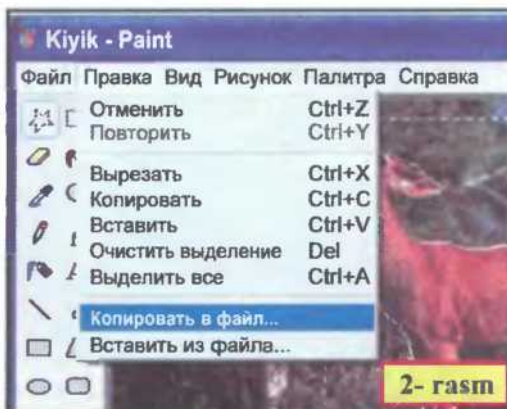 Kiyik - Paint
Файл Правка Вид Рисунок Палитра Справка
Отменить Ctrl+Z
Повторить Ctrl+Y
Вырезать Ctrl+X
Копировать Ctrl+C
Вставить Ctrl+V
Очистить выделение Del
Выделить все Ctrl+A
Копировать в файл...
Вставить из файла...
2- rasm